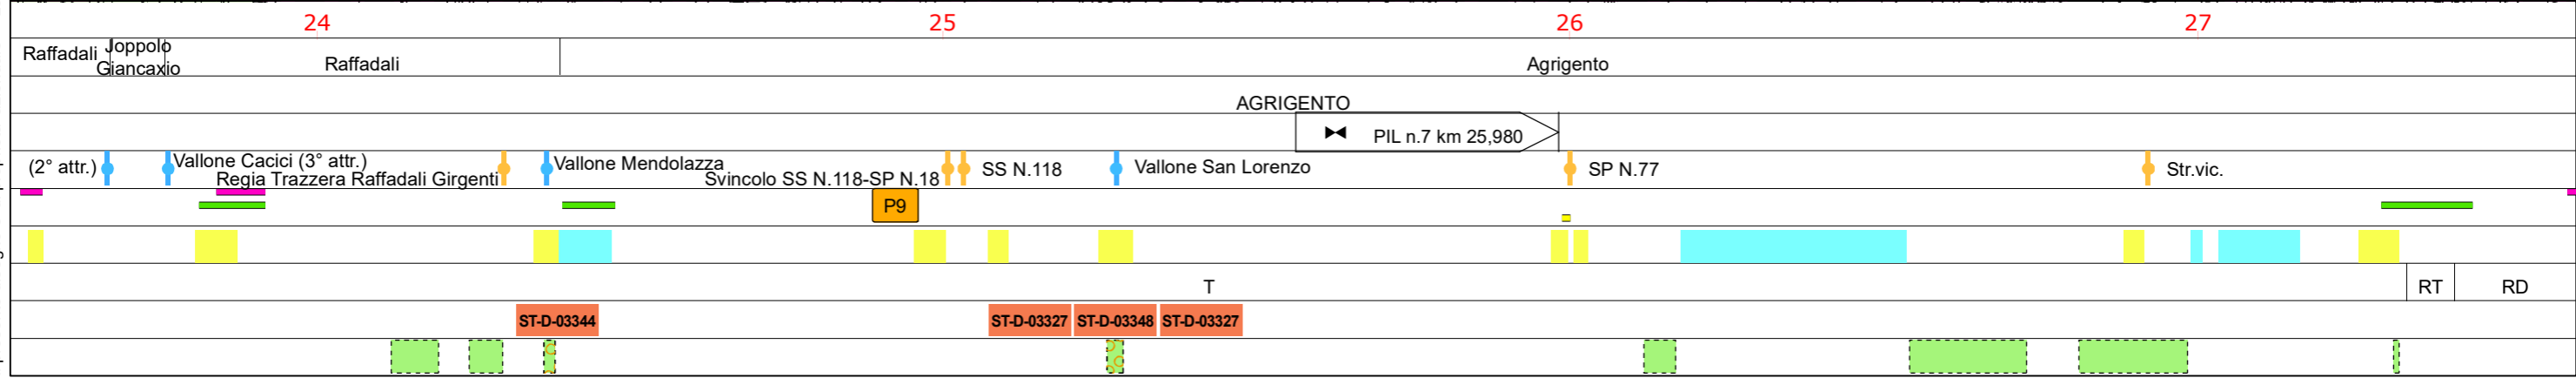 24 25 26 27
Raffadali
Joppolo
Giancaxio
Raffadali
Agrigento
AGRIGENTO
PIL n.7 km 25,980
(2° attr.)
Vallone Cacici (3° attr.)
Regia Trazzera Raffadali Girgenti
Vallone Mendolazza
Svincolo SS N.118-SP N.18
SS N.118
Vallone San Lorenzo
SP N.77
Str.vic.
P9
T RT RD
ST-D-03344 ST-D-03327 ST-D-03348 ST-D-03327